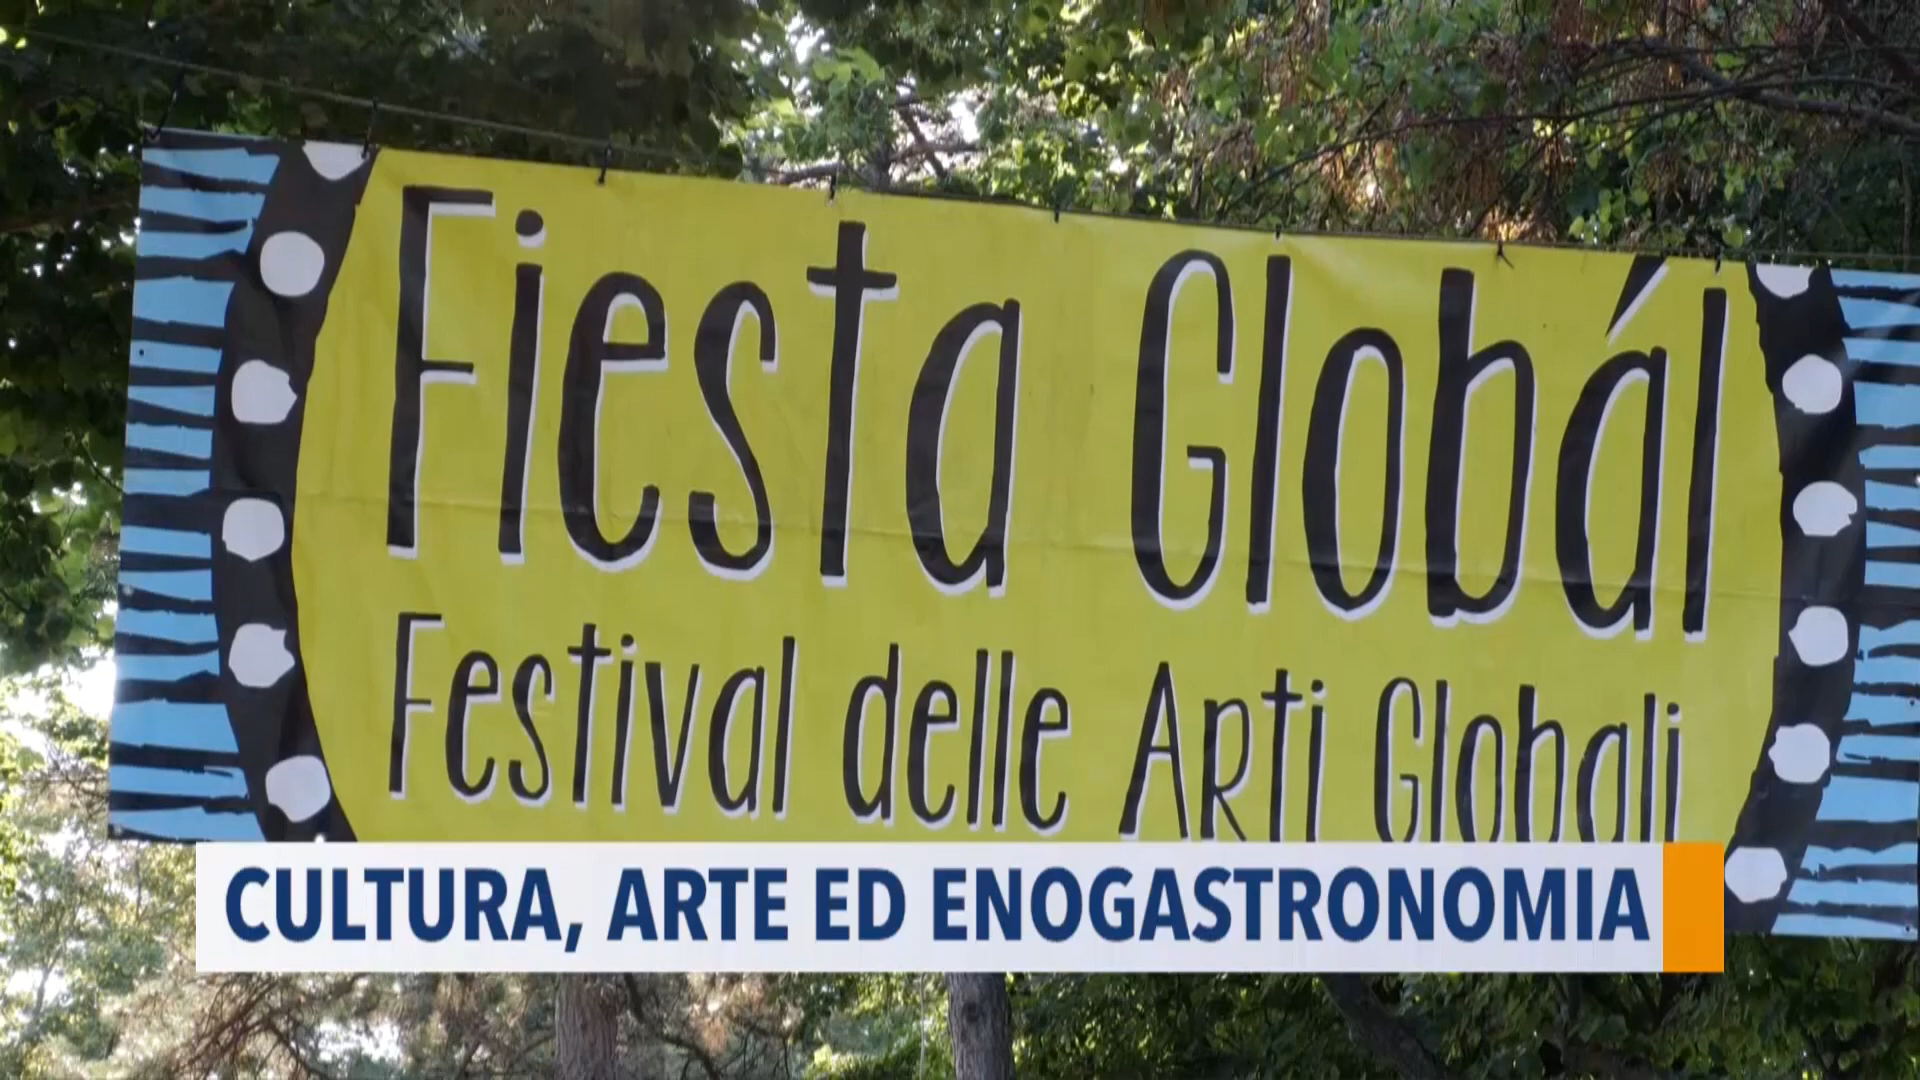 Fiesta Globál
Festival delle Arti Globali
CULTURA, ARTE ED ENOGASTRONOMIA